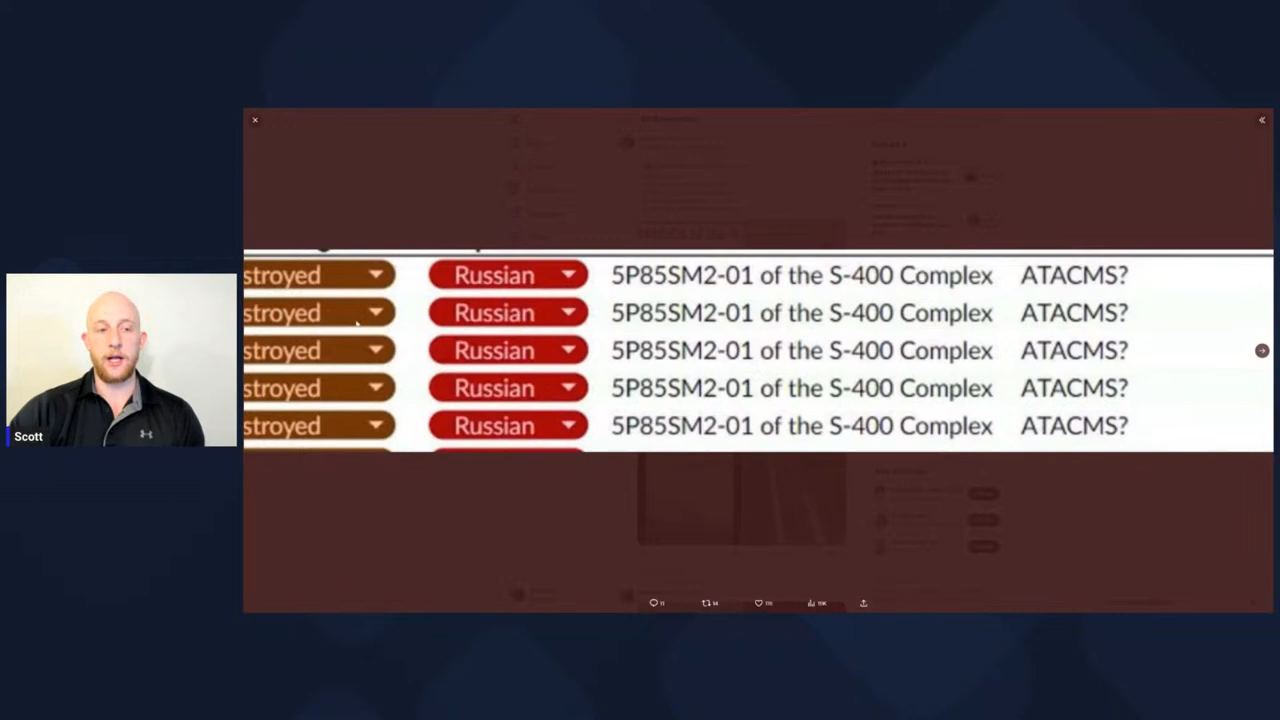 stroyed Russian 5P85SM2-01 of the S-400 Complex ATACMS?
stroyed Russian 5P85SM2-01 of the S-400 Complex ATACMS?
stroyed Russian 5P85SM2-01 of the S-400 Complex ATACMS?
stroyed Russian 5P85SM2-01 of the S-400 Complex ATACMS?
stroyed Russian 5P85SM2-01 of the S-400 Complex ATACMS?
Scott
11